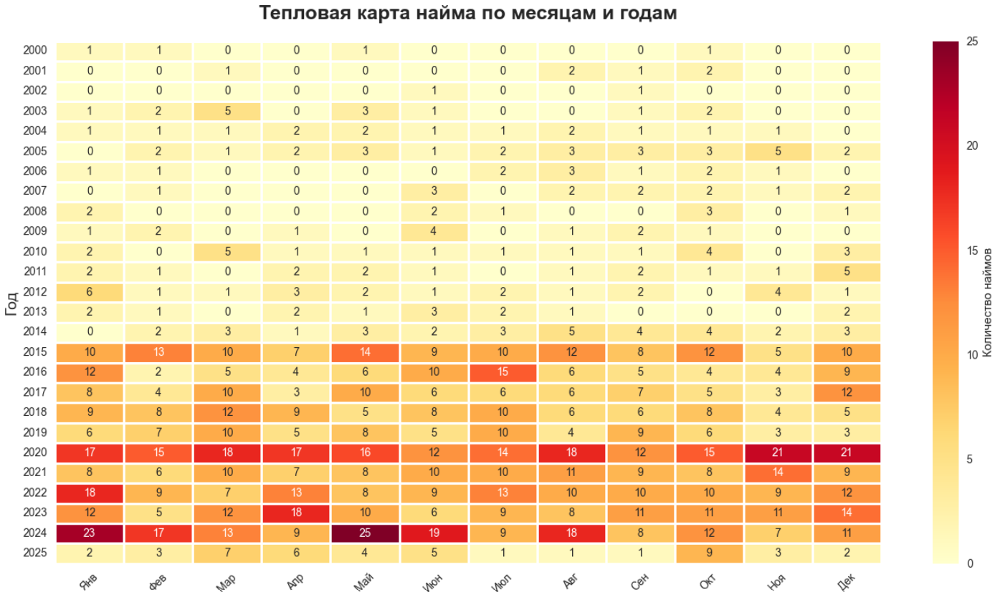 Тепловая карта найма по месяцам и годам
Год
2000 1 1 0 0 1 0 0 0 0 1 0 0
2001 0 0 1 0 0 0 0 2 1 2 0 0
2002 0 0 0 0 0 1 0 0 1 0 0 0
2003 1 2 5 0 3 1 0 0 1 2 0 0
2004 1 1 1 2 2 1 1 2 1 1 1 0
2005 0 2 1 2 3 1 2 3 3 3 5 2
2006 1 1 0 0 0 0 2 3 1 2 1 0
2007 0 1 0 0 0 3 0 2 2 2 1 2
2008 2 0 0 0 0 2 1 0 0 3 0 1
2009 1 2 0 1 0 4 0 1 2 1 0 0
2010 2 0 5 1 1 1 1 1 1 4 0 3
2011 2 1 0 2 2 1 0 1 2 1 1 5
2012 6 1 1 3 2 1 2 1 2 0 4 1
2013 2 1 0 2 1 3 2 1 0 0 0 2
2014 0 2 3 1 3 2 3 5 4 4 2 3
2015 10 13 10 7 14 9 10 12 8 12 5 10
2016 12 2 5 4 6 10 15 6 5 4 4 9
2017 8 4 10 3 10 6 6 6 7 5 3 12
2018 9 8 12 9 5 8 10 6 6 8 4 5
2019 6 7 10 5 8 5 10 4 9 6 3 3
2020 17 15 18 17 16 12 14 18 12 15 21 21
2021 8 6 10 7 8 10 10 11 9 8 14 9
2022 18 9 7 13 8 9 13 10 10 10 9 12
2023 12 5 12 18 10 6 9 8 11 11 11 14
2024 23 17 13 9 25 19 9 18 8 12 7 11
2025 2 3 7 6 4 5 1 1 1 9 3 2
Янв Фев Мар Апр Май Июн Июл Авг Сен Окт Ноя Дек
25
20
15
10
5
0
Количество наймов